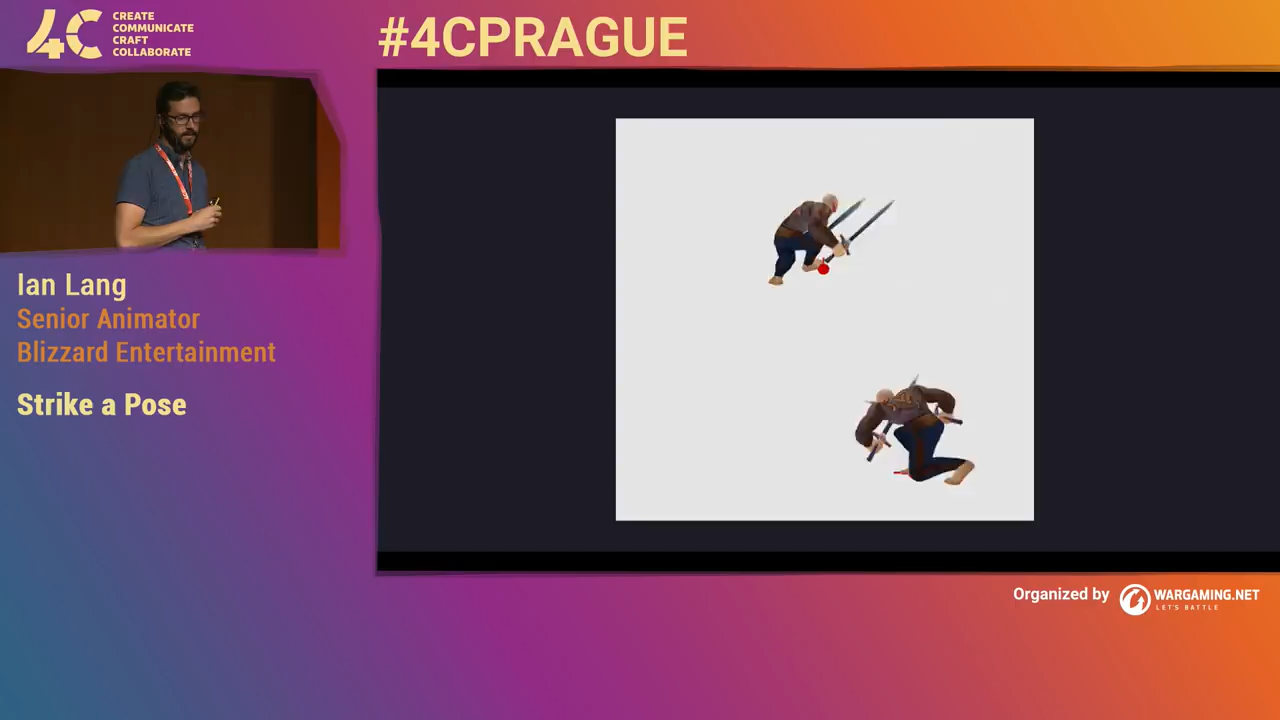 4C
CREATE
COMMUNICATE
CRAFT
COLLABORATE
#4CPRAGUE
Ian Lang
Senior Animator
Blizzard Entertainment
Strike a Pose
Organized by
WARGAMING.NET
LET'S BATTLE